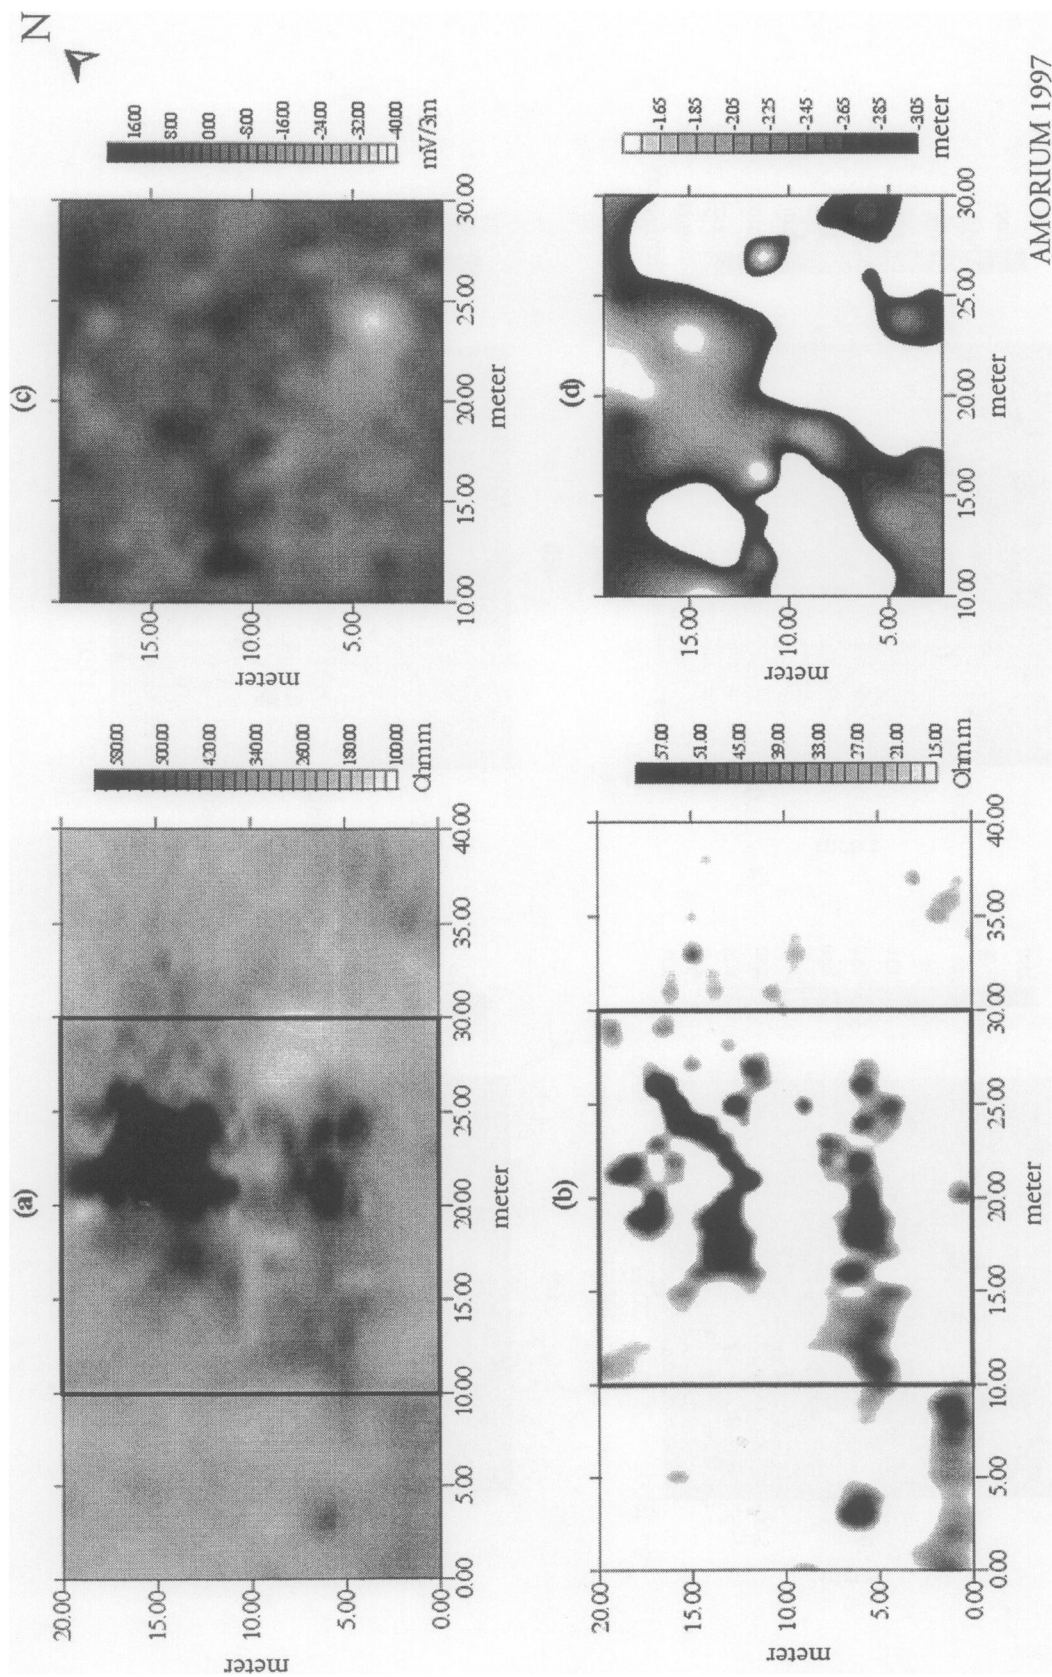 N
(a)
20.00
15.00
10.00
5.00
0.00
meter
0.00 5.00 10.00 15.00 20.00 25.00 30.00 35.00 40.00
meter
580.00
500.00
420.00
340.00
260.00
180.00
100.00
Ohm.m
(c)
15.00
10.00
5.00
meter
10.00 15.00 20.00 25.00 30.00
meter
16.00
8.00
0.00
-8.00
-16.00
-24.00
-32.00
-40.00
mV/3m
(b)
20.00
15.00
10.00
5.00
0.00
meter
0.00 5.00 10.00 15.00 20.00 25.00 30.00 35.00 40.00
meter
57.00
51.00
45.00
39.00
33.00
27.00
21.00
15.00
Ohm.m
(d)
15.00
10.00
5.00
meter
10.00 15.00 20.00 25.00 30.00
meter
-1.65
-1.85
-2.05
-2.25
-2.45
-2.65
-2.85
-3.05
meter
AMORIUM 1997